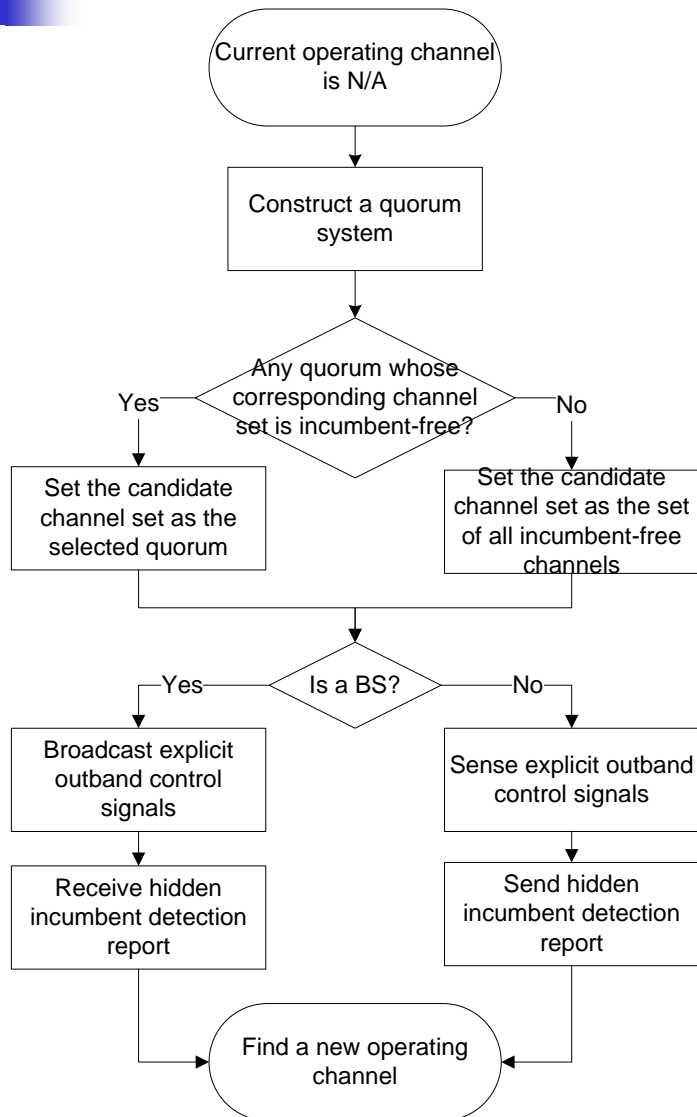 Current operating channel
is N/A
Construct a quorum
system
Any quorum whose
corresponding channel
set is incumbent-free?
Yes
No
Set the candidate
channel set as the
selected quorum
Set the candidate
channel set as the set
of all incumbent-free
channels
Is a BS?
Yes
No
Broadcast explicit
outband control
signals
Sense explicit outband
control signals
Receive hidden
incumbent detection
report
Send hidden
incumbent detection
report
Find a new operating
channel